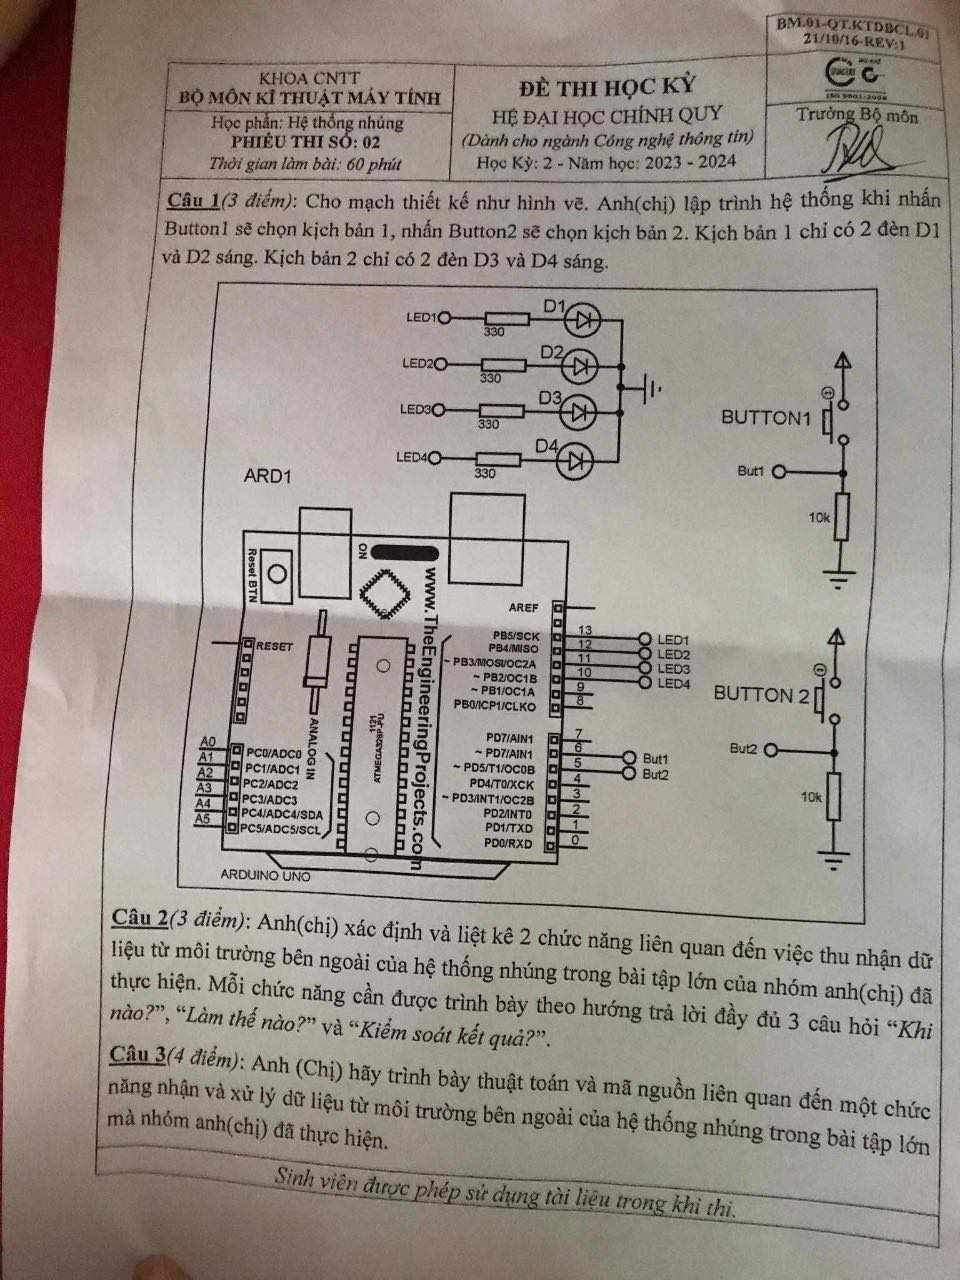 BM.01-QT.KTDBCL.01
21/10/16-REV:1
KHOA CNTT
BỘ MÔN KĨ THUẬT MÁY TÍNH
Học phần: Hệ thống nhúng
PHIẾU THI SỐ: 02
Thời gian làm bài: 60 phút
ĐỀ THI HỌC KỲ
HỆ ĐẠI HỌC CHÍNH QUY
(Dành cho ngành Công nghệ thông tin)
Học Kỳ: 2 - Năm học: 2023 - 2024
ISO 9001:2008
Trưởng Bộ môn
Câu 1(3 điểm): Cho mạch thiết kế như hình vẽ. Anh(chị) lập trình hệ thống khi nhấn
Button1 sẽ chọn kịch bản 1, nhấn Button2 sẽ chọn kịch bản 2. Kịch bản 1 chỉ có 2 đèn D1
và D2 sáng. Kịch bản 2 chỉ có 2 đèn D3 và D4 sáng.
LED1
330
D1
LED2
330
D2
LED3
330
D3
LED4
330
D4
BUTTON1
But1
10k
ARD1
Reset BTN
ON
www.TheEngineeringProjects.com
RESET
ANALOG IN
AREF
PB5/SCK 13 LED1
PB4/MISO 12 LED2
~ PB3/MOSI/OC2A 11 LED3
~ PB2/OC1B 10 LED4
~ PB1/OC1A 9
PB0/ICP1/CLKO 8
PD7/AIN1 7
~ PD7/AIN1 6 But1
~ PD5/T1/OC0B 5 But2
PD4/T0/XCK 4
~ PD3/INT1/OC2B 3
PD2/INT0 2
PD1/TXD 1
PD0/RXD 0
A0 PC0/ADC0
A1 PC1/ADC1
A2 PC2/ADC2
A3 PC3/ADC3
A4 PC4/ADC4/SDA
A5 PC5/ADC5/SCL
ARDUINO UNO
BUTTON 2
But2
10k
Câu 2(3 điểm): Anh(chị) xác định và liệt kê 2 chức năng liên quan đến việc thu nhận dữ
liệu từ môi trường bên ngoài của hệ thống nhúng trong bài tập lớn của nhóm anh(chị) đã
thực hiện. Mỗi chức năng cần được trình bày theo hướng trả lời đầy đủ 3 câu hỏi “Khi
nào?”, “Làm thế nào?” và “Kiểm soát kết quả?”.
Câu 3(4 điểm): Anh (Chị) hãy trình bày thuật toán và mã nguồn liên quan đến một chức
năng nhận và xử lý dữ liệu từ môi trường bên ngoài của hệ thống nhúng trong bài tập lớn
mà nhóm anh(chị) đã thực hiện.
Sinh viên được phép sử dụng tài liệu trong khi thi.